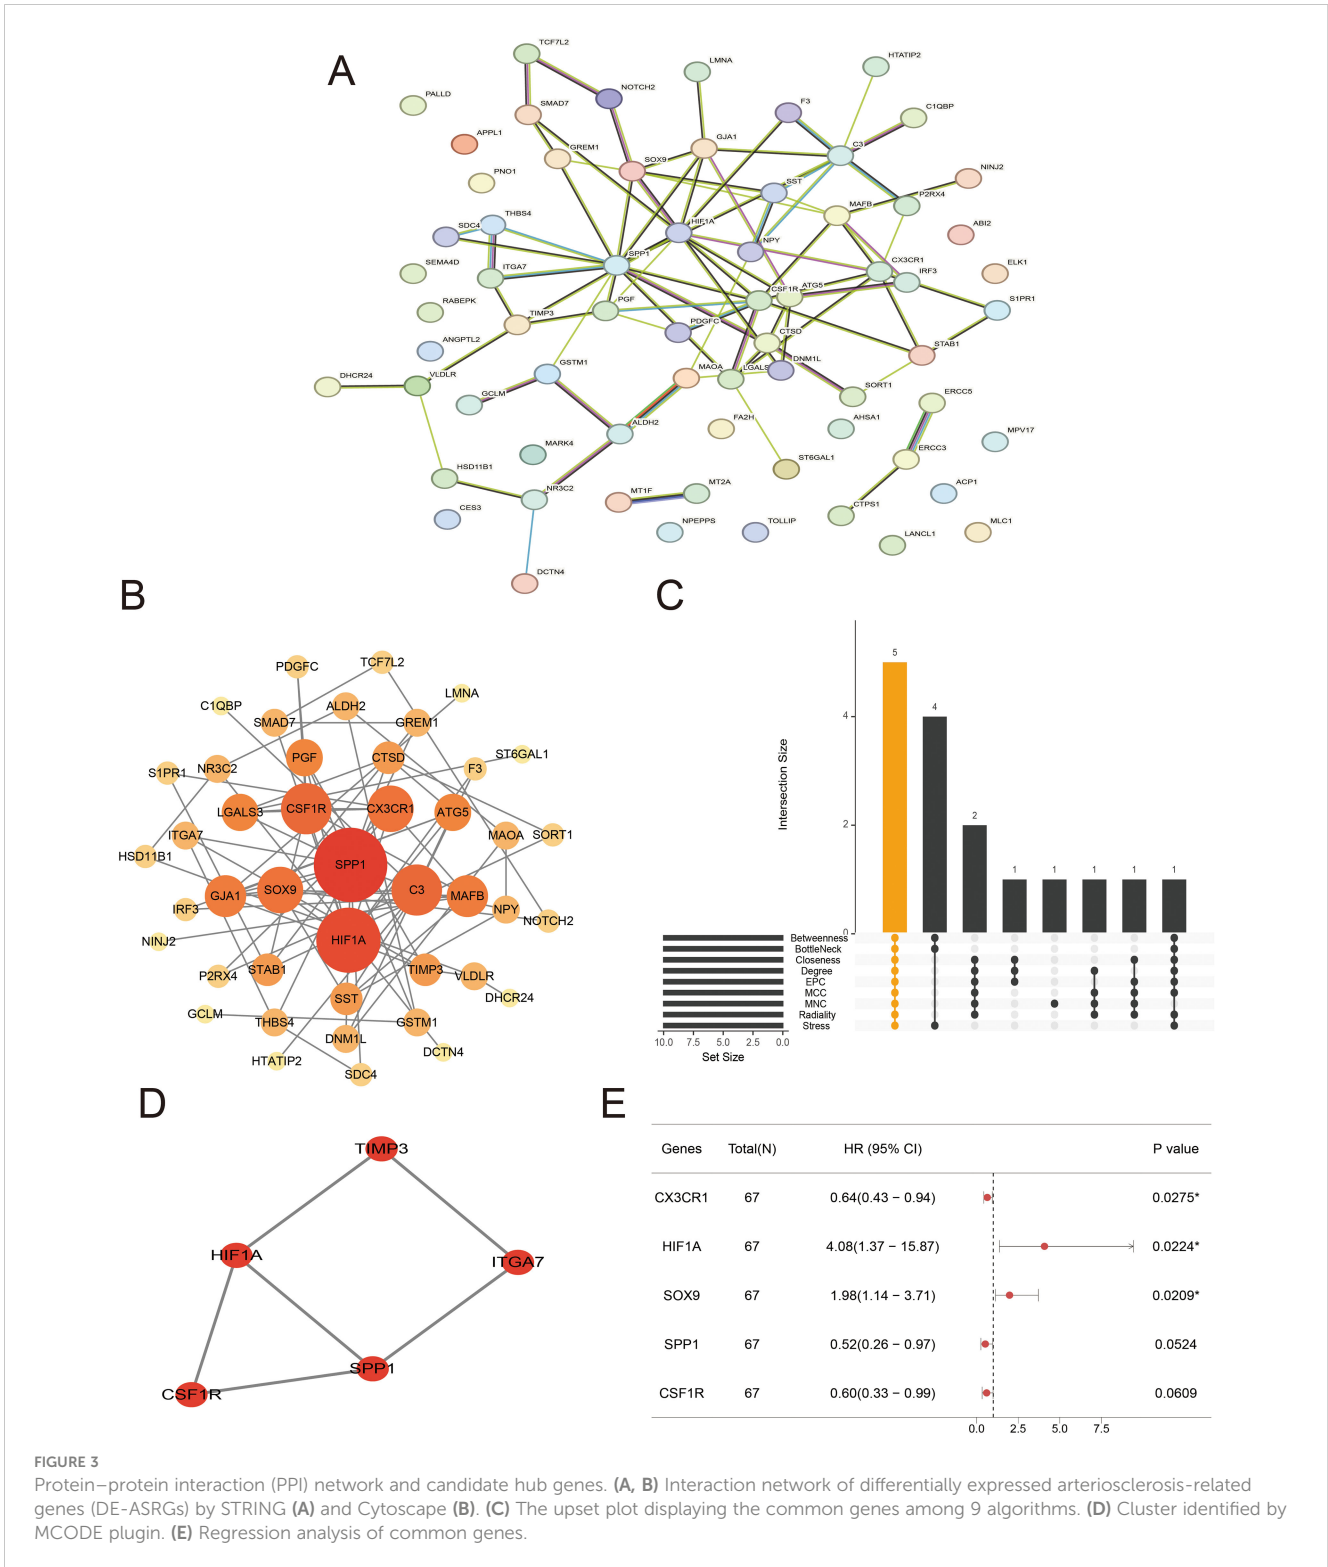 A
TCF7L2
LMNA
HTATIP2
PALLD
NOTCH2
F3
C1QBP
SMAD7
APPL1
GJA1
C3
GREM1
SOX9
PNO1
SST
NINJ2
P2RX4
MAFB
THBS4
SDC4
HIF1A
ABI2
NPY
SEMA4D
SPP1
CX3CR1
ELK1
ITGA7
IRF3
RABEPK
CSF1R
ATG5
S1PR1
TIMP3
PGF
PDGFC
ANGPTL2
CTSD
STAB1
DHCR24
VLDLR
GSTM1
MAOA
LGALS
DNM1L
SORT1
GCLM
ERCC5
ALDH2
FA2H
AHSA1
MPV17
MARK4
ERCC3
ST6GAL1
HSD11B1
NR3C2
MT1F
MT2A
ACP1
CES3
CTPS1
NPEPPS
TOLLIP
LANCL1
MLC1
DCTN4
B
PDGFC
TCF7L2
C1QBP
ALDH2
LMNA
SMAD7
GREM1
PGF
CTSD
ST6GAL1
S1PR1
NR3C2
F3
LGALS3
CSF1R
CX3CR1
ATG5
ITGA7
MAOA
SORT1
HSD11B1
SPP1
GJA1
SOX9
C3
MAFB
IRF3
NPY
NOTCH2
NINJ2
HIF1A
P2RX4
STAB1
TIMP3
VLDLR
SST
DHCR24
GCLM
THBS4
GSTM1
DNM1L
DCTN4
HTATIP2
SDC4
C
Intersection Size
4
2
0
5
4
2
1
1
1
1
1
Betweenness
BottleNeck
Closeness
Degree
EPC
MCC
MNC
Radiality
Stress
10.0 7.5 5.0 2.5 0.0
Set Size
D
TIMP3
HIF1A
ITGA7
SPP1
CSF1R
E
Genes Total(N) HR (95% CI) P value
CX3CR1 67 0.64(0.43 − 0.94) 0.0275*
HIF1A 67 4.08(1.37 − 15.87) 0.0224*
SOX9 67 1.98(1.14 − 3.71) 0.0209*
SPP1 67 0.52(0.26 − 0.97) 0.0524
CSF1R 67 0.60(0.33 − 0.99) 0.0609
0.0 2.5 5.0 7.5
FIGURE 3
Protein–protein interaction (PPI) network and candidate hub genes. (A, B) Interaction network of differentially expressed arteriosclerosis-related
genes (DE-ASRGs) by STRING (A) and Cytoscape (B). (C) The upset plot displaying the common genes among 9 algorithms. (D) Cluster identified by
MCODE plugin. (E) Regression analysis of common genes.